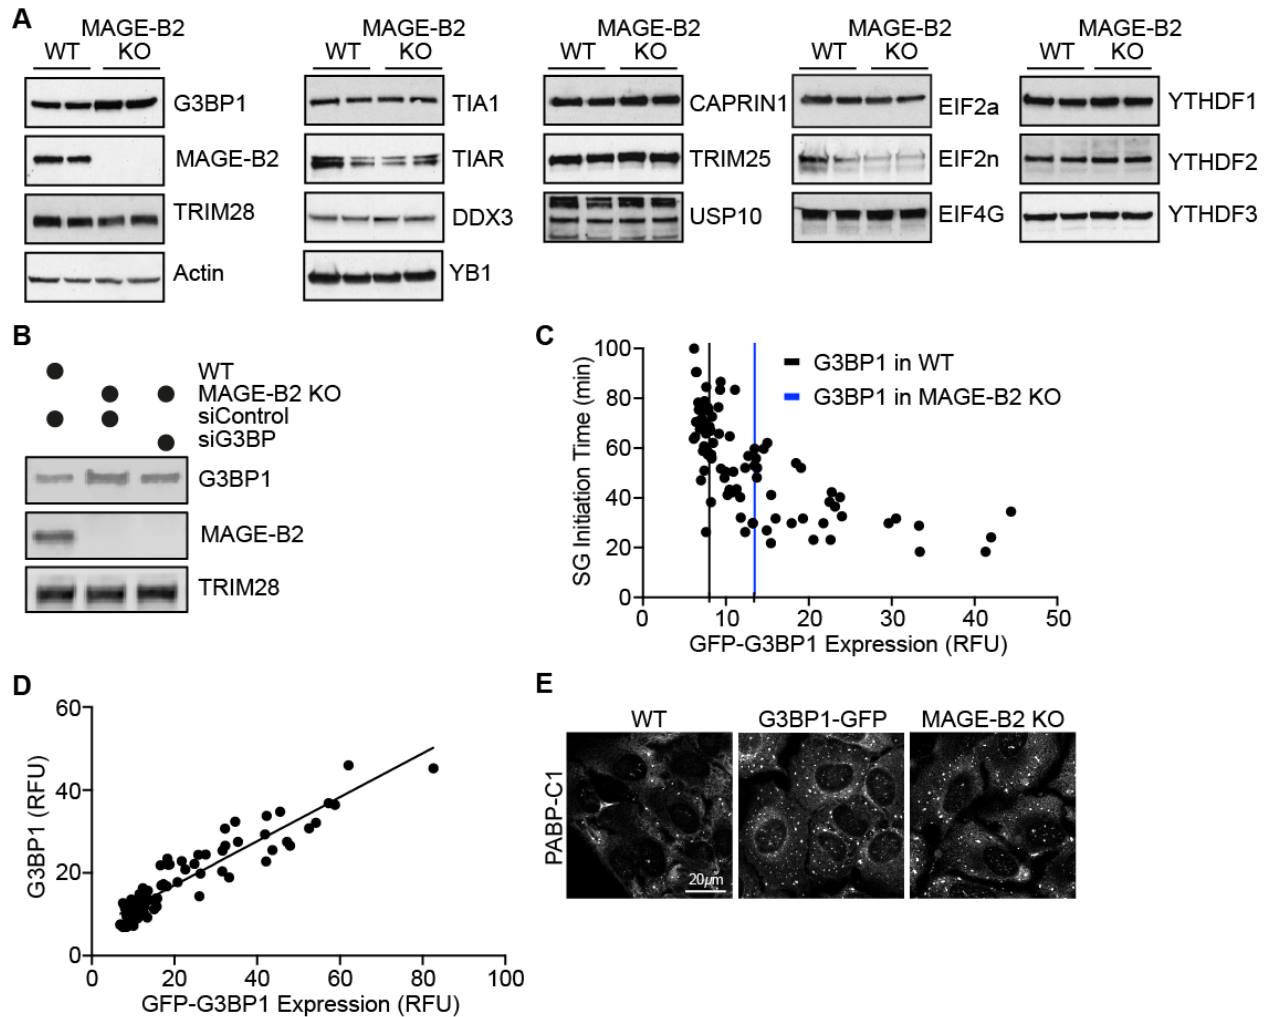 A
MAGE-B2
WT KO
G3BP1
MAGE-B2
TRIM28
Actin
MAGE-B2
WT KO
TIA1
TIAR
DDX3
YB1
MAGE-B2
WT KO
CAPRIN1
TRIM25
USP10
MAGE-B2
WT KO
EIF2a
EIF2n
EIF4G
MAGE-B2
WT KO
YTHDF1
YTHDF2
YTHDF3
B
WT
MAGE-B2 KO
siControl
siG3BP
G3BP1
MAGE-B2
TRIM28
C
SG Initiation Time (min)
100
80
60
40
20
0
0 10 20 30 40 50
GFP-G3BP1 Expression (RFU)
G3BP1 in WT
G3BP1 in MAGE-B2 KO
D
G3BP1 (RFU)
60
40
20
0
0 20 40 60 80 100
GFP-G3BP1 Expression (RFU)
E
WT G3BP1-GFP MAGE-B2 KO
PABP-C1
20µm